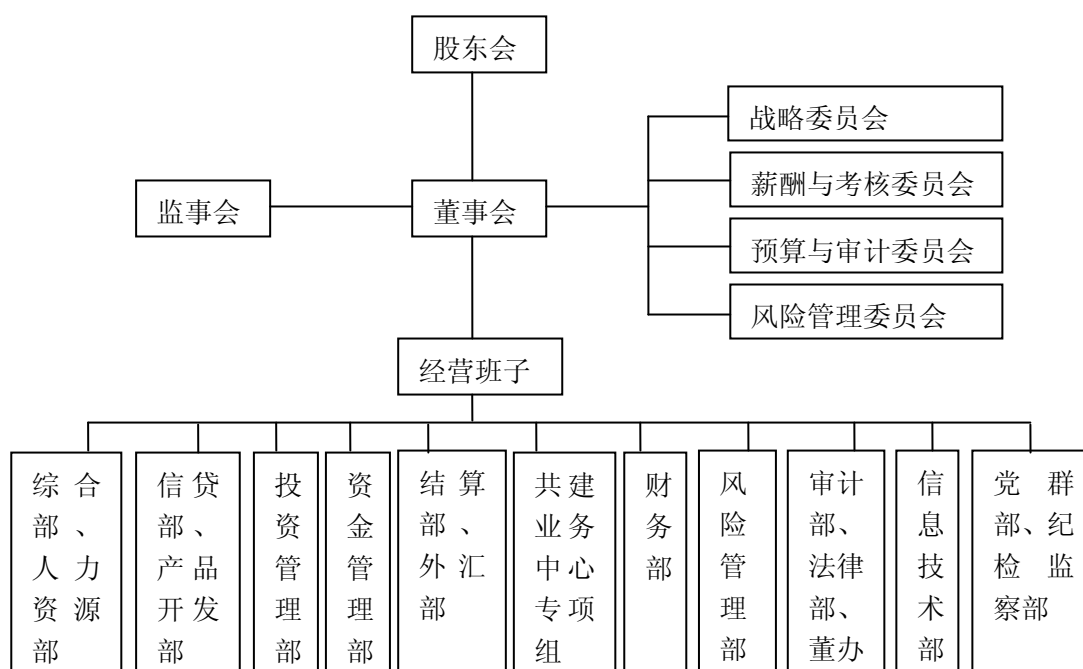 股东会
战略委员会
薪酬与考核委员会
监事会
董事会
预算与审计委员会
风险管理委员会
经营班子
综合
部、
人力
资源
部
信贷
部、
产品
开发
部
投
资
管
理
部
资
金
管
理
部
结算
部、
外汇
部
共建
业务
中心
专项
组
财
务
部
风
险
管
理
部
审计
部、
法律
部、
董办
信
息
技
术
部
党群
部、纪
检监
察部